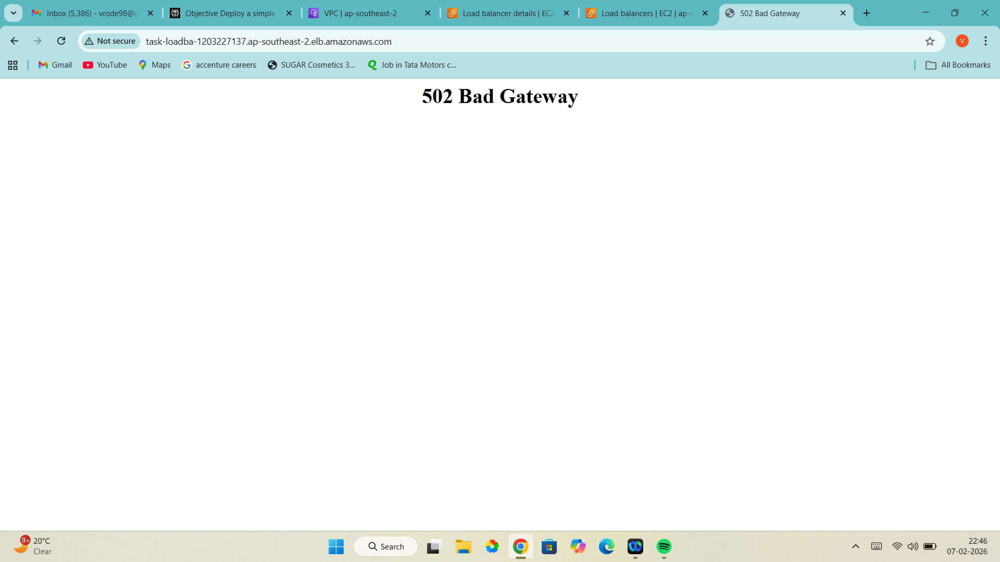 Inbox (5,386) - vrode98@g
Objective Deploy a simple
VPC | ap-southeast-2
Load balancer details | EC2
Load balancers | EC2 | ap-s
502 Bad Gateway
Not secure
task-loadba-1203227137.ap-southeast-2.elb.amazonaws.com
V
Gmail
YouTube
Maps
accenture careers
SUGAR Cosmetics 3...
Job in Tata Motors c...
All Bookmarks
502 Bad Gateway
9+
20°C
Clear
Search
22:46
07-02-2026